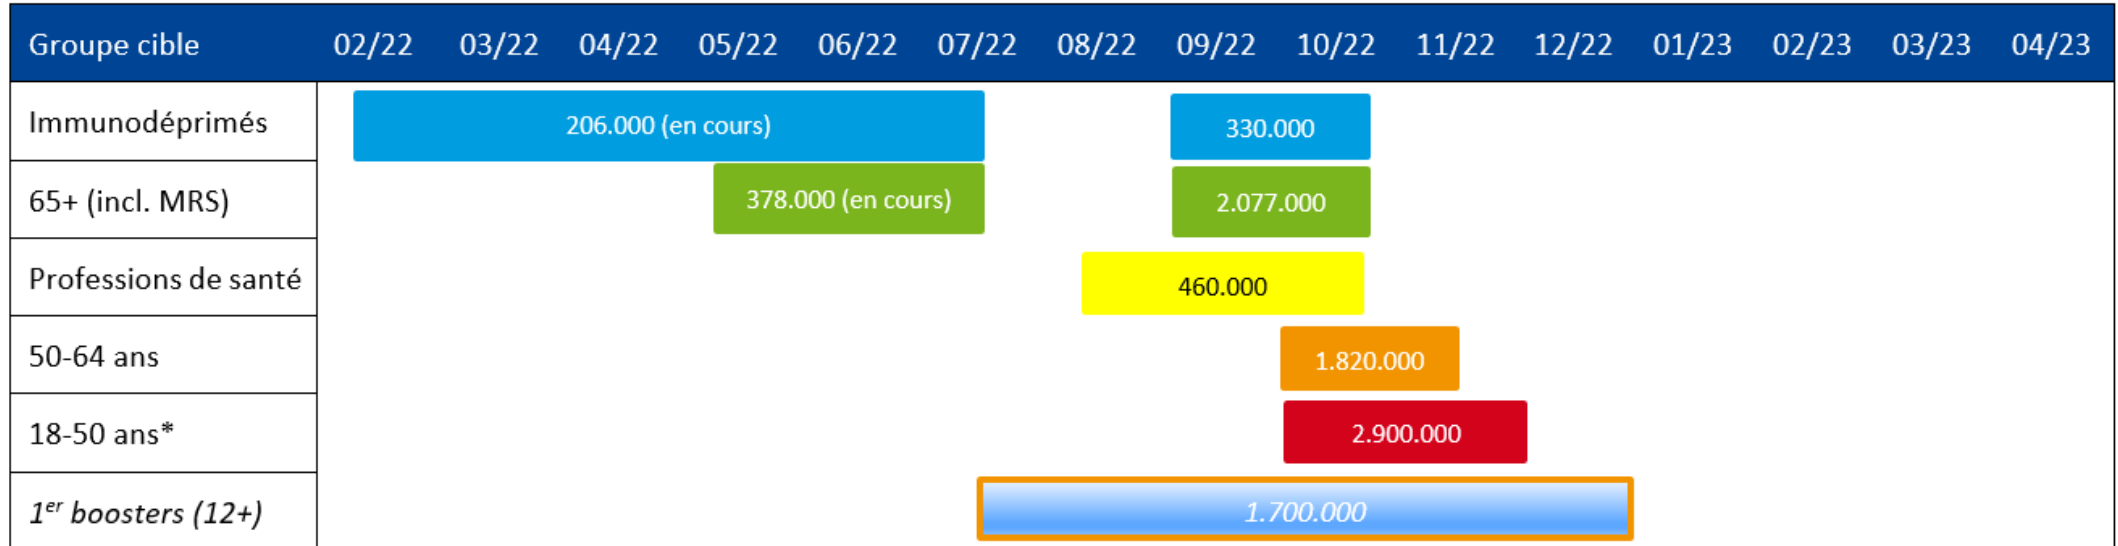 Groupe cible 02/22 03/22 04/22 05/22 06/22 07/22 08/22 09/22 10/22 11/22 12/22 01/23 02/23 03/23 04/23
Immunodéprimés 206.000 (en cours) 330.000
65+ (incl. MRS) 378.000 (en cours) 2.077.000
Professions de santé 460.000
50-64 ans 1.820.000
18-50 ans* 2.900.000
1er boosters (12+) 1.700.000